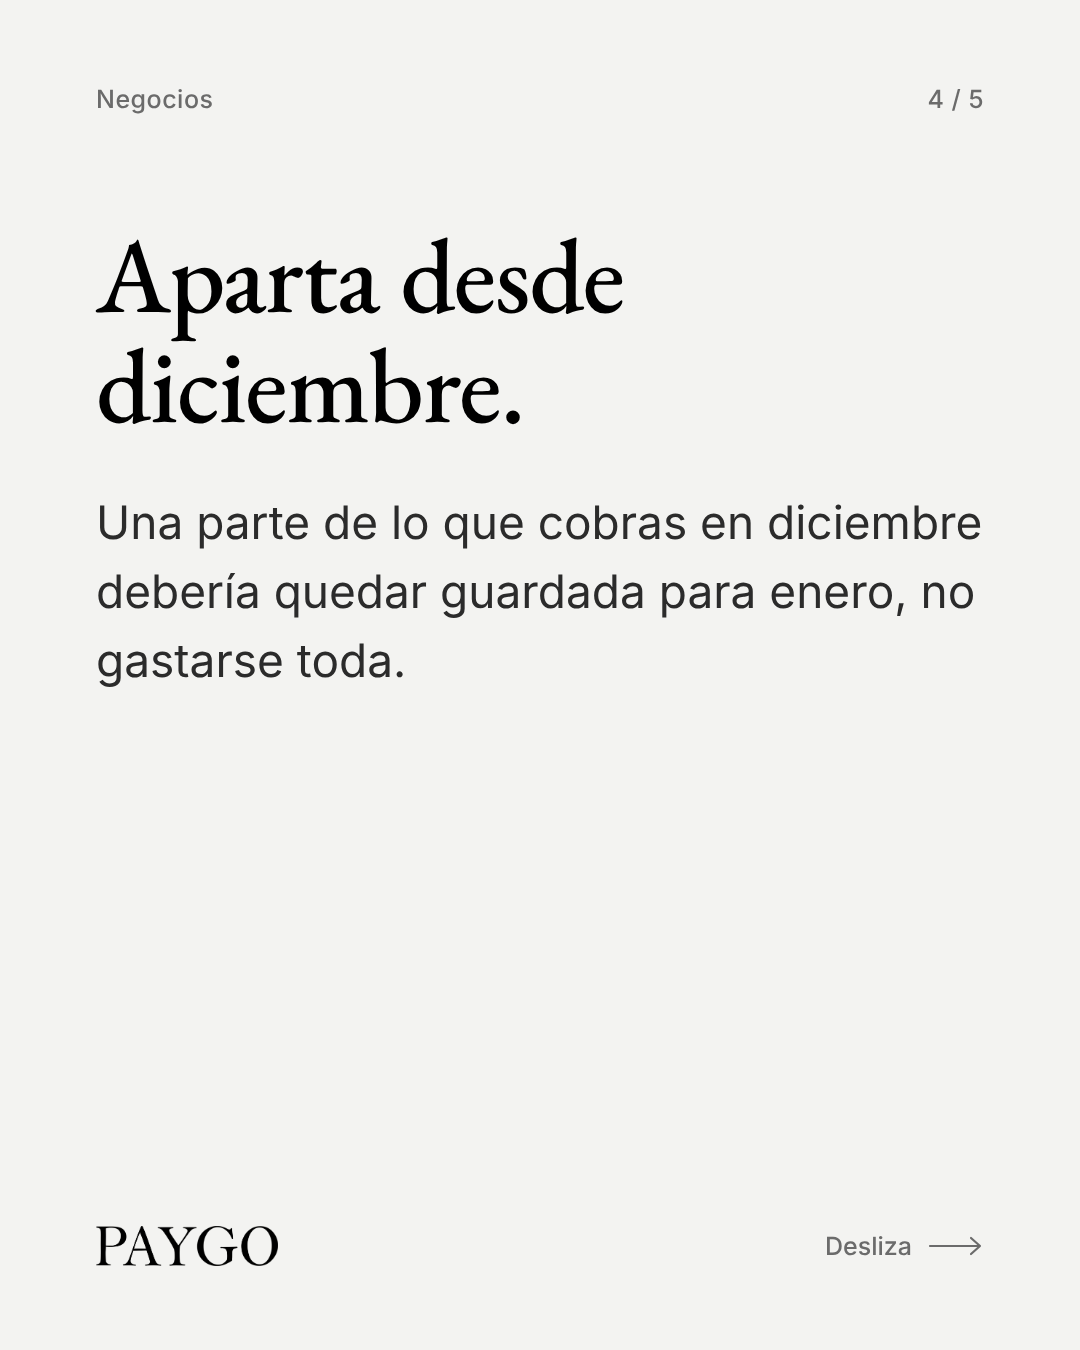 Negocios
4 / 5
Aparta desde
diciembre.
Una parte de lo que cobras en diciembre
debería quedar guardada para enero, no
gastarse toda.
PAYGO
Desliza